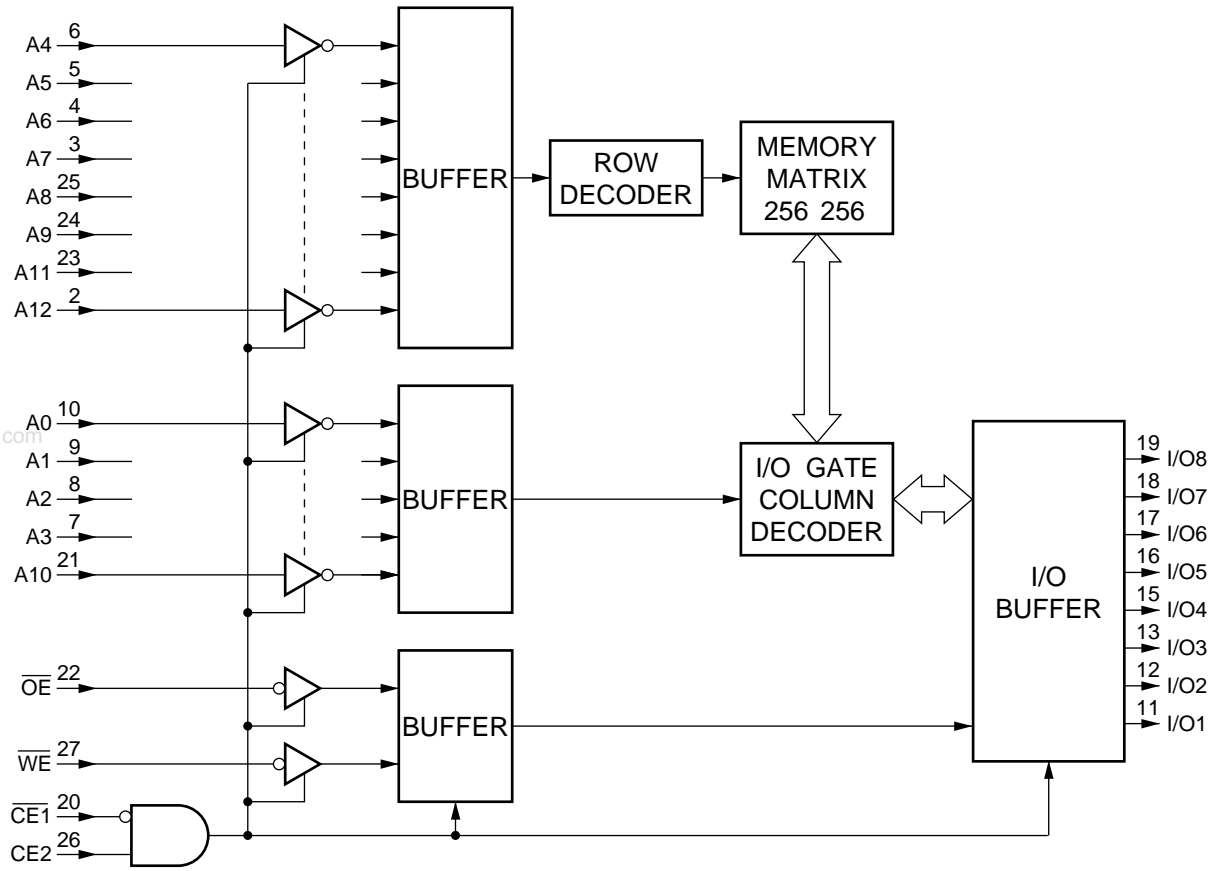 A4 6
A5 5
A6 4
A7 3
A8 25
A9 24
A11 23
A12 2
BUFFER
ROW
DECODER
MEMORY
MATRIX
256 256
A0 10
.com
A1 9
A2 8
A3 7
A10 21
BUFFER
I/O GATE
COLUMN
DECODER
I/O
BUFFER
19 I/O8
18 I/O7
17 I/O6
16 I/O5
15 I/O4
13 I/O3
12 I/O2
11 I/O1
OE 22
WE 27
BUFFER
CE1 20
CE2 26